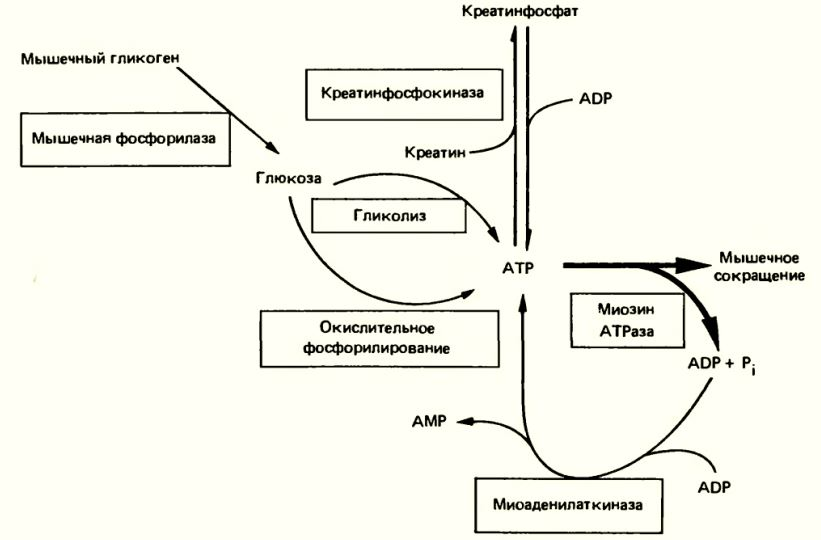 Креатинфосфат
Мышечный гликоген
Креатинфосфокиназа
ADP
Мышечная фосфорилаза
Креатин
Глюкоза
Гликолиз
ATP
Мышечное
сокращение
Миозин
АТРаза
Окислительное
фосфорилирование
ADP + Pi
AMP
ADP
Миоаденилаткиназа